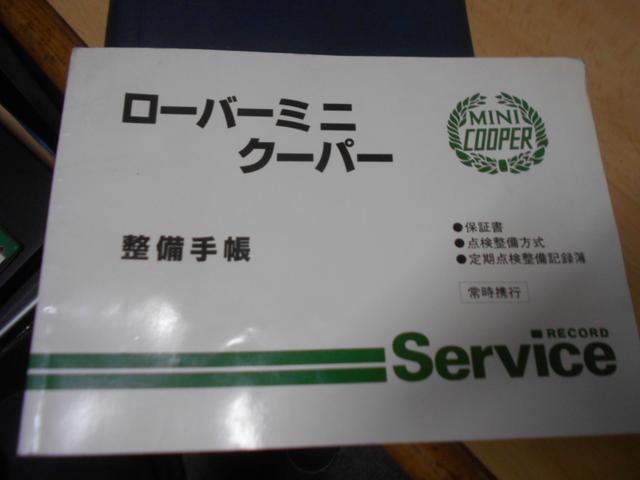 ローバーミニ
クーパー
MINI
COOPER
整備手帳
●保証書
●点検整備方式
●定期点検整備記録簿
常時携行
RECORD
Service